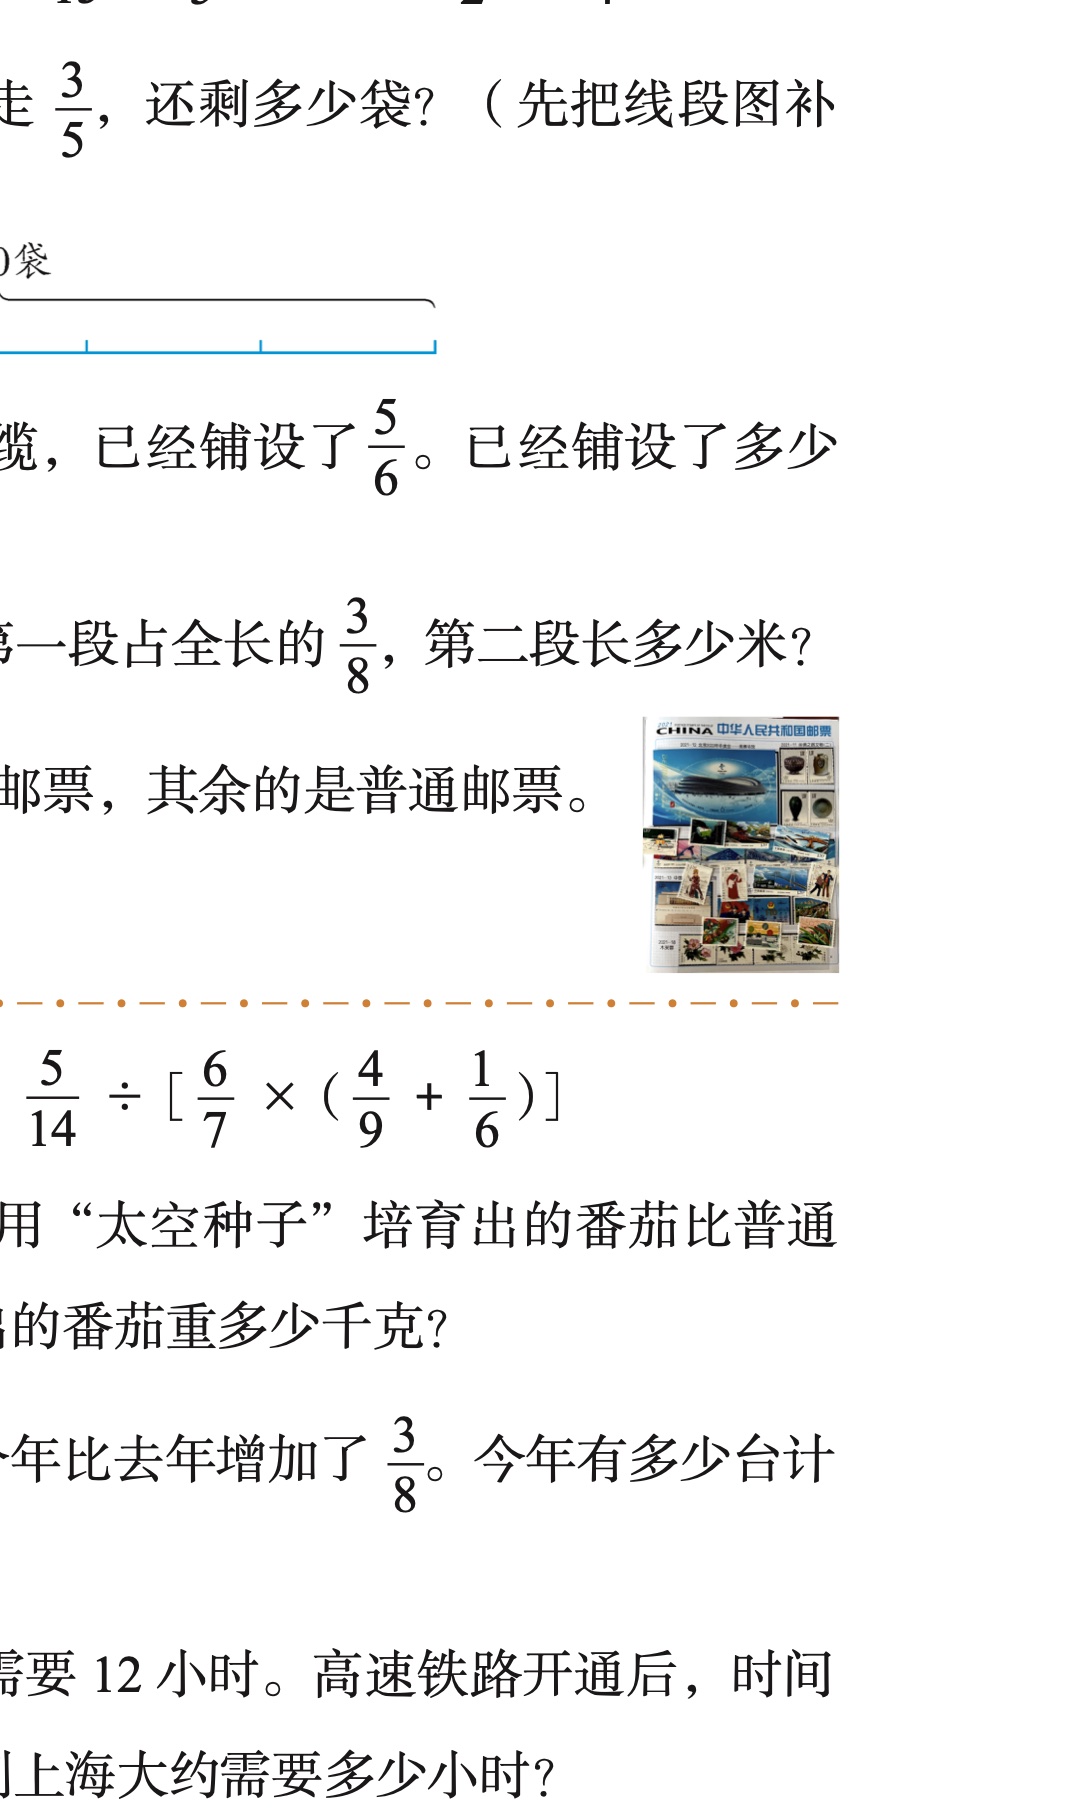 走 3/5，还剩多少袋？（先把线段图补
0袋
缆，已经铺设了 5/6。已经铺设了多少
第一段占全长的 3/8，第二段长多少米？
邮票，其余的是普通邮票。
CHINA 中华人民共和国邮票
5/14 ÷ [6/7 × (4/9 + 1/6)]
用“太空种子”培育出的番茄比普通
出的番茄重多少千克？
今年比去年增加了 3/8。今年有多少台计
需要 12 小时。高速铁路开通后，时间
到上海大约需要多少小时？